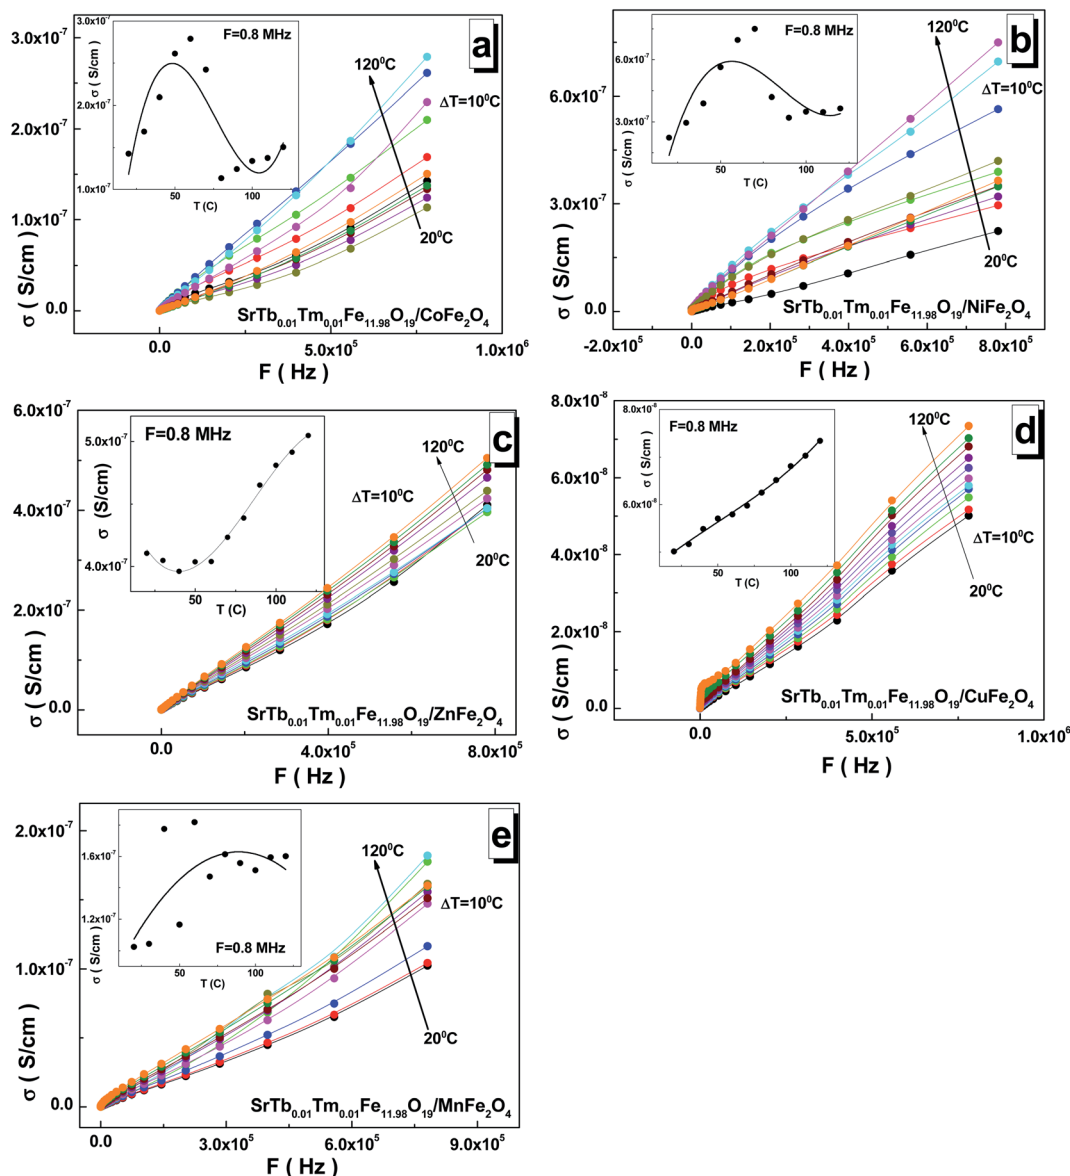 a
3.0x10⁻⁷
2.0x10⁻⁷
1.0x10⁻⁷
0.0
σ ( S/cm )
0.0
5.0x10⁵
1.0x10⁶
F ( Hz )
3.0x10⁻⁷
2.0x10⁻⁷
1.0x10⁻⁷
σ ( S/cm )
50
100
T (C)
F=0.8 MHz
120⁰C
ΔT=10⁰C
20⁰C
SrTb₀.₀₁Tm₀.₀₁Fe₁₁.₉₈O₁₉/CoFe₂O₄
b
6.0x10⁻⁷
3.0x10⁻⁷
0.0
σ ( S/cm )
-2.0x10⁵
0.0
2.0x10⁵
4.0x10⁵
6.0x10⁵
8.0x10⁵
F ( Hz )
6.0x10⁻⁷
3.0x10⁻⁷
σ ( S/cm )
50
100
T (C)
F=0.8 MHz
120⁰C
ΔT=10⁰C
20⁰C
SrTb₀.₀₁Tm₀.₀₁Fe₁₁.₉₈O₁₉/NiFe₂O₄
c
6.0x10⁻⁷
4.0x10⁻⁷
3.0x10⁻⁷
2.0x10⁻⁷
0.0
σ ( S/cm )
0.0
4.0x10⁵
8.0x10⁵
F ( Hz )
5.0x10⁻⁷
4.0x10⁻⁷
σ ( S/cm )
50
100
T (C)
F=0.8 MHz
120⁰C
ΔT=10⁰C
20⁰C
SrTb₀.₀₁Tm₀.₀₁Fe₁₁.₉₈O₁₉/ZnFe₂O₄
d
8.0x10⁻⁸
6.0x10⁻⁸
4.0x10⁻⁸
2.0x10⁻⁸
0.0
σ ( S/cm )
0.0
5.0x10⁵
1.0x10⁶
F ( Hz )
8.0x10⁻⁸
6.0x10⁻⁸
σ ( S/cm )
50
100
T (C)
F=0.8 MHz
120⁰C
ΔT=10⁰C
20⁰C
SrTb₀.₀₁Tm₀.₀₁Fe₁₁.₉₈O₁₉/CuFe₂O₄
e
2.0x10⁻⁷
1.0x10⁻⁷
0.0
σ ( S/cm )
0.0
3.0x10⁵
6.0x10⁵
9.0x10⁵
F ( Hz )
1.6x10⁻⁷
1.2x10⁻⁷
σ ( S/cm )
50
100
T (C)
F=0.8 MHz
120⁰C
ΔT=10⁰C
20⁰C
SrTb₀.₀₁Tm₀.₀₁Fe₁₁.₉₈O₁₉/MnFe₂O₄